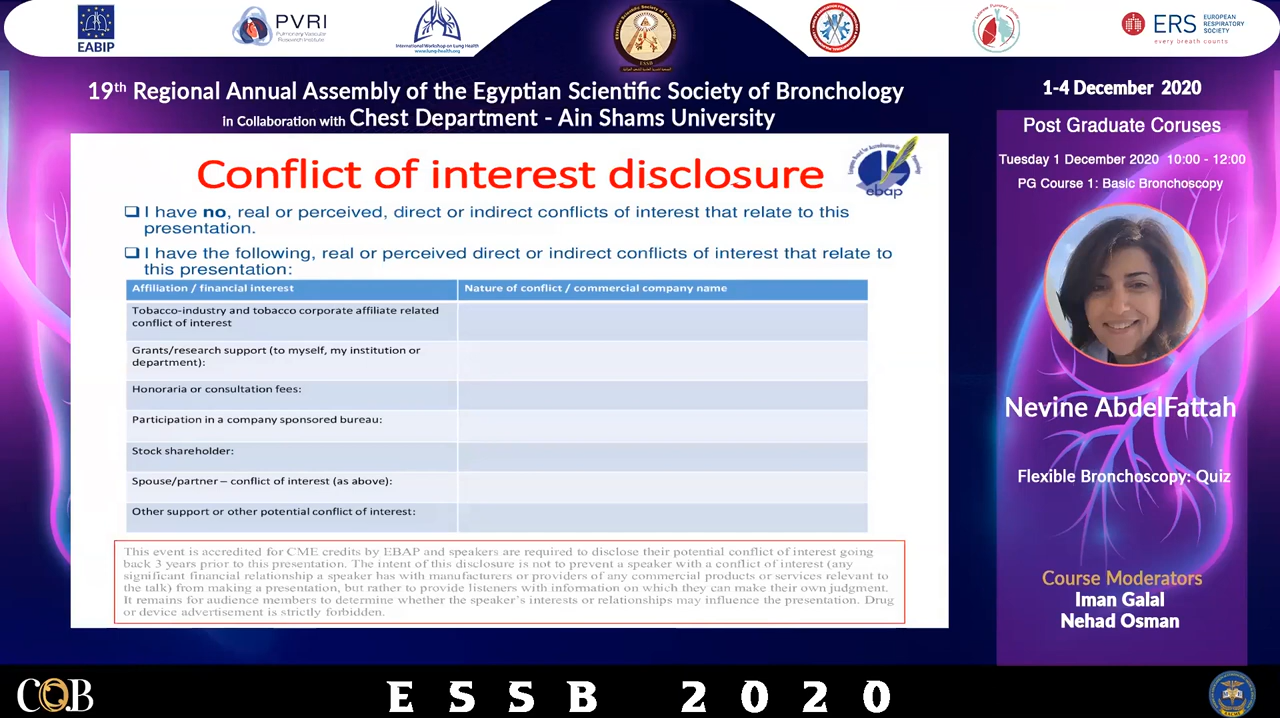 EABIP
PVRI
Pulmonary Vascular
Research Institute
International Workshop on Lung Health
www.lung-health.org
Egyptian Scientific Society of Bronchology
ESSB
ERS
EUROPEAN
RESPIRATORY
SOCIETY
every breath counts
19th Regional Annual Assembly of the Egyptian Scientific Society of Bronchology
in Collaboration with Chest Department - Ain Shams University
1-4 December 2020
Post Graduate Coruses
Tuesday 1 December 2020 10:00 - 12:00
PG Course 1: Basic Bronchoscopy
Conflict of interest disclosure
ebap
❑ I have no, real or perceived, direct or indirect conflicts of interest that relate to this
presentation.
❑ I have the following, real or perceived direct or indirect conflicts of interest that relate to
this presentation:
Affiliation / financial interest
Nature of conflict / commercial company name
Tobacco-industry and tobacco corporate affiliate related
conflict of interest
Grants/research support (to myself, my institution or
department):
Honoraria or consultation fees:
Participation in a company sponsored bureau:
Stock shareholder:
Spouse/partner – conflict of interest (as above):
Other support or other potential conflict of interest:
This event is accredited for CME credits by EBAP and speakers are required to disclose their potential conflict of interest going
back 3 years prior to this presentation. The intent of this disclosure is not to prevent a speaker with a conflict of interest (any
significant financial relationship a speaker has with manufacturers or providers of any commercial products or services relevant to
the talk) from making a presentation, but rather to provide listeners with information on which they can make their own judgment.
It remains for audience members to determine whether the speaker's interests or relationships may influence the presentation. Drug
or device advertisement is strictly forbidden.
Nevine AbdelFattah
Flexible Bronchoscopy: Quiz
Course Moderators
Iman Galal
Nehad Osman
ESSB 2020